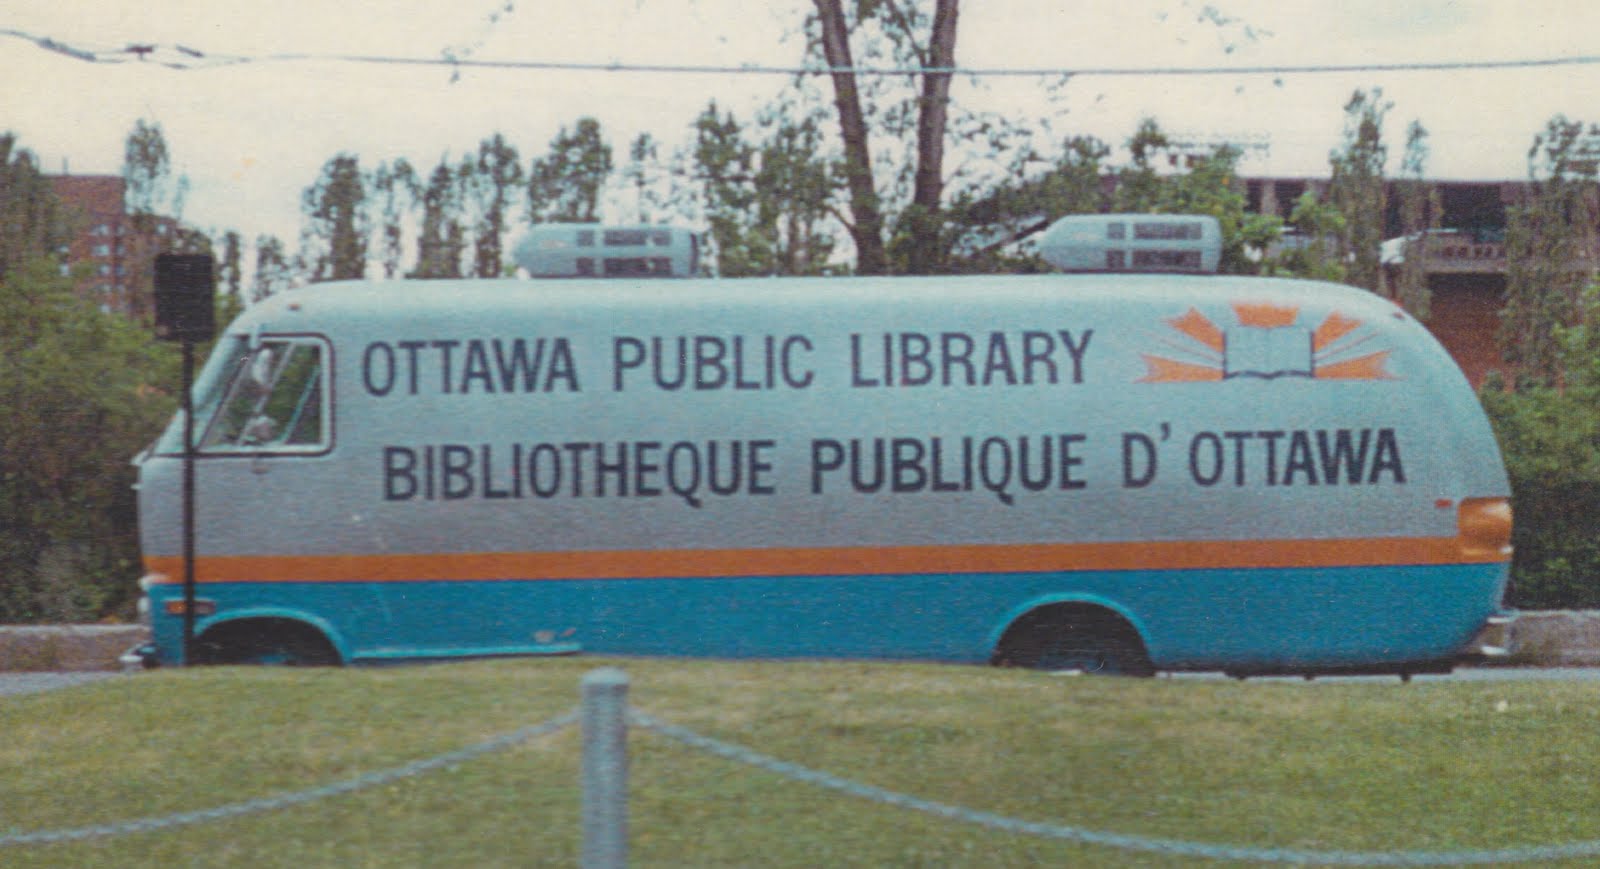 OTTAWA PUBLIC LIBRARY
BIBLIOTHEQUE PUBLIQUE D'OTTAWA